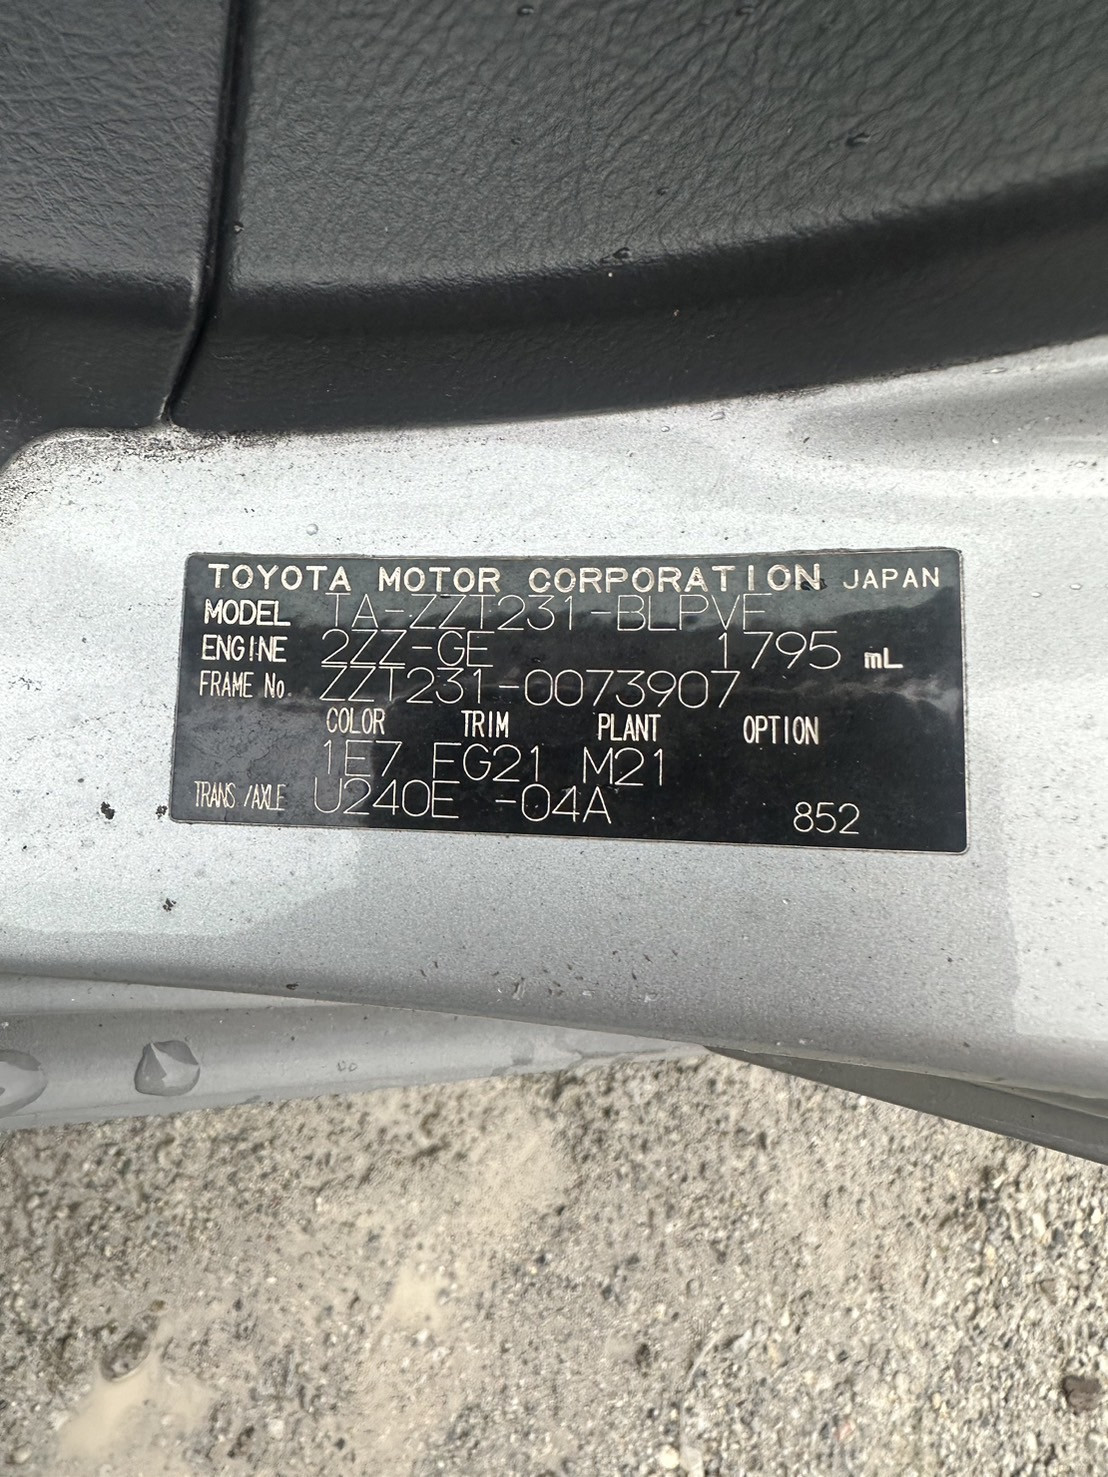 TOYOTA MOTOR CORPORATION JAPAN
MODEL TA-ZZT231-BLPVF
ENGINE 2ZZ-GE 1795 mL
FRAME No. ZZT231-0073907
COLOR TRIM PLANT OPTION
1E7 FG21 M21
TRANS/AXLE U240E -04A
852